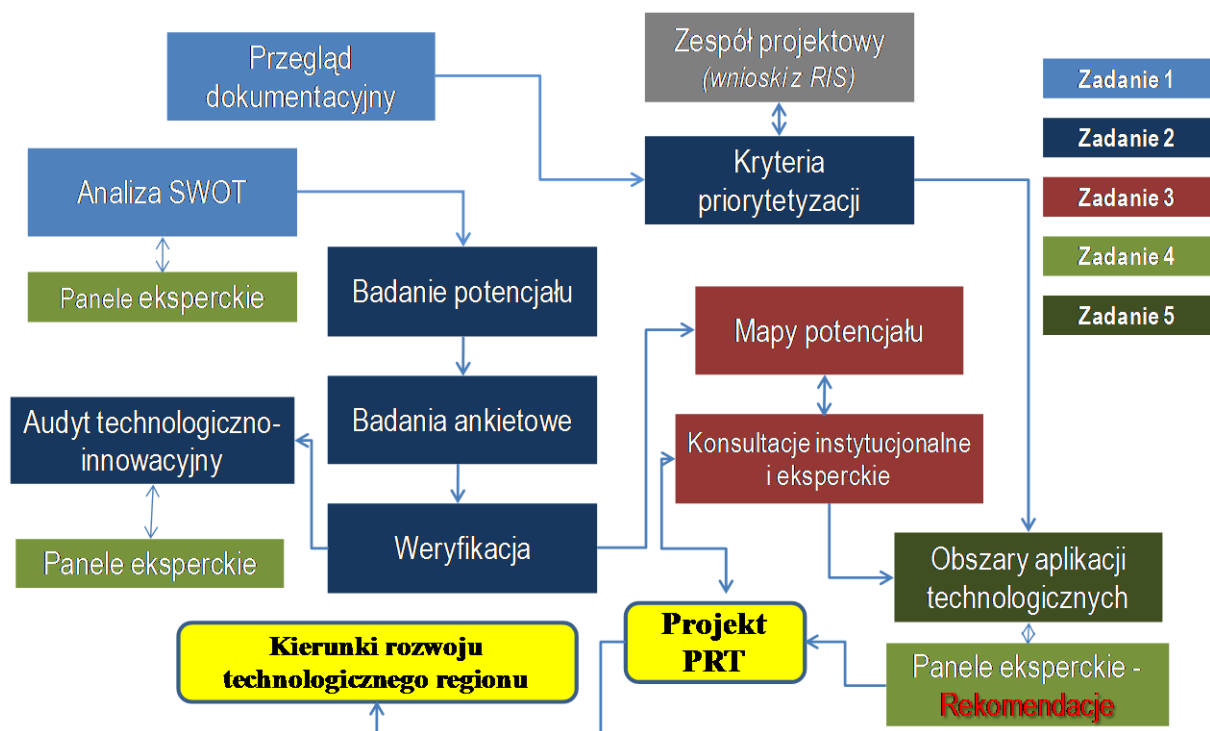 Przegląd
dokumentacyjny
Zespół projektowy
(wnioski z RIS)
Zadanie 1
Zadanie 2
Zadanie 3
Zadanie 4
Zadanie 5
Analiza SWOT
Kryteria
priorytetyzacji
Panele eksperckie
Badanie potencjału
Mapy potencjału
Badania ankietowe
Audyt technologiczno-
innowacyjny
Konsultacje instytucjonalne
i eksperckie
Weryfikacja
Panele eksperckie
Obszary aplikacji
technologicznych
Kierunki rozwoju
technologicznego regionu
Projekt
PRT
Panele eksperckie -
Rekomendacje